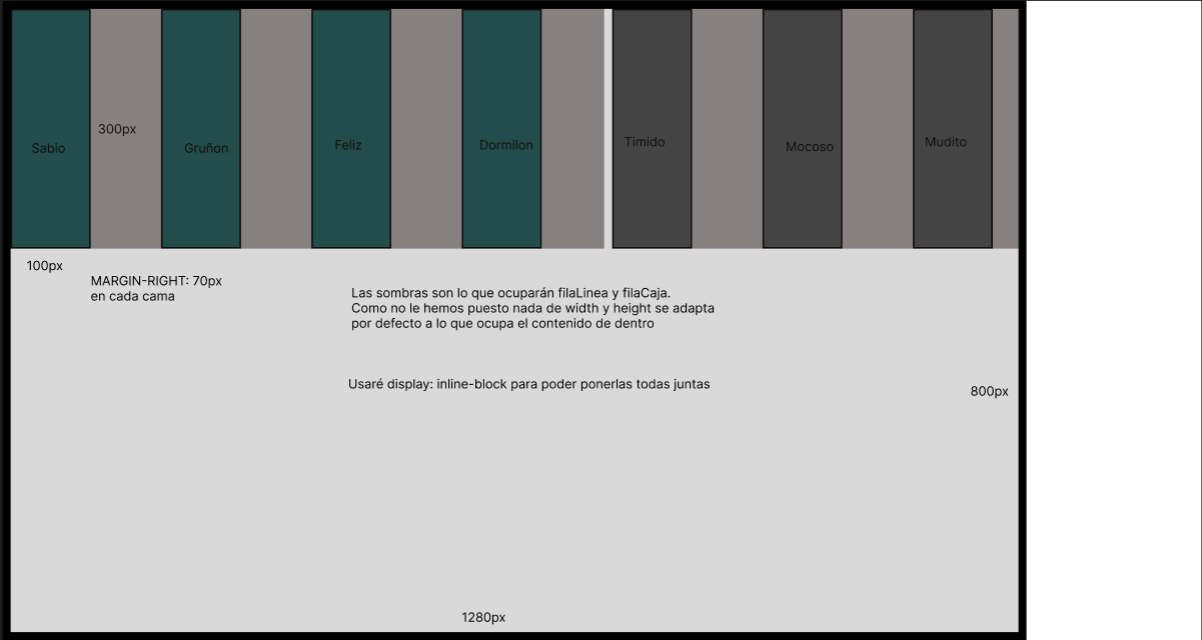 Sabio
300px
Gruñon
Feliz
Dormilon
Timido
Mocoso
Mudito
100px
MARGIN-RIGHT: 70px
en cada cama
Las sombras son lo que ocuparán filaLinea y filaCaja.
Como no le hemos puesto nada de width y height se adapta
por defecto a lo que ocupa el contenido de dentro
Usaré display: inline-block para poder ponerlas todas juntas
800px
1280px